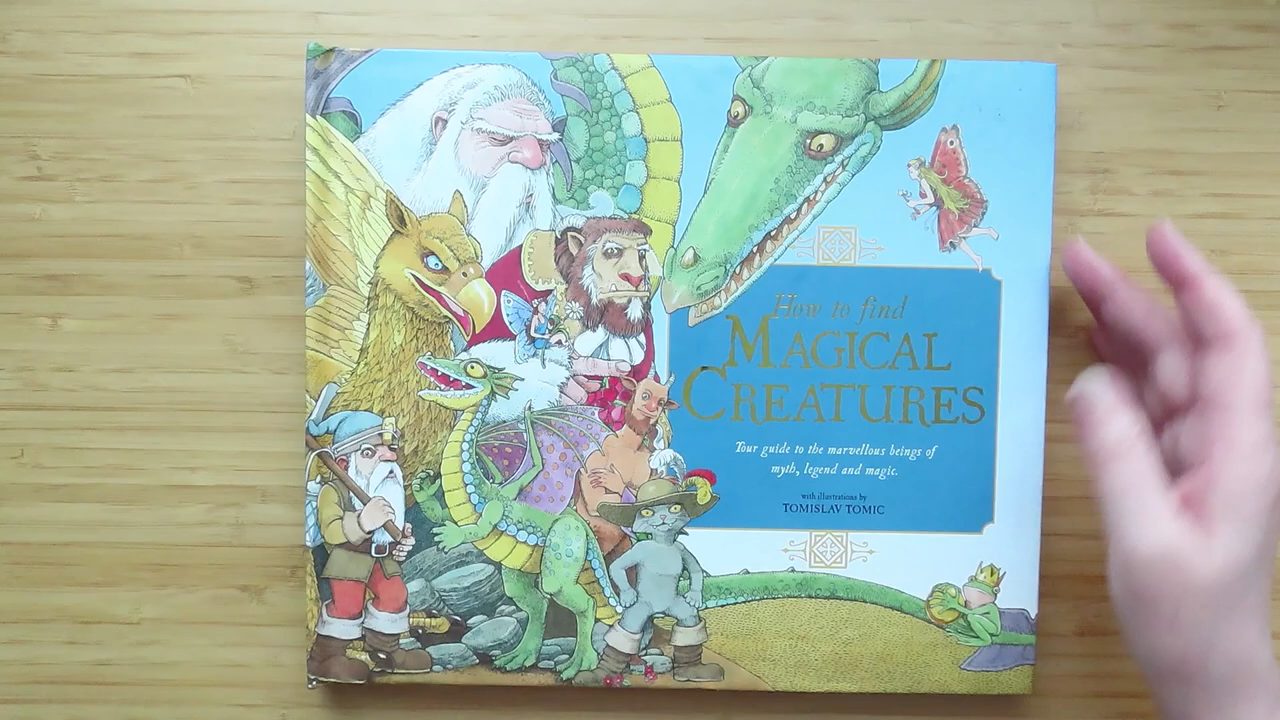 How to find
MAGICAL
CREATURES
Your guide to the marvellous beings of
myth, legend and magic.
with illustrations by
TOMISLAV TOMIC